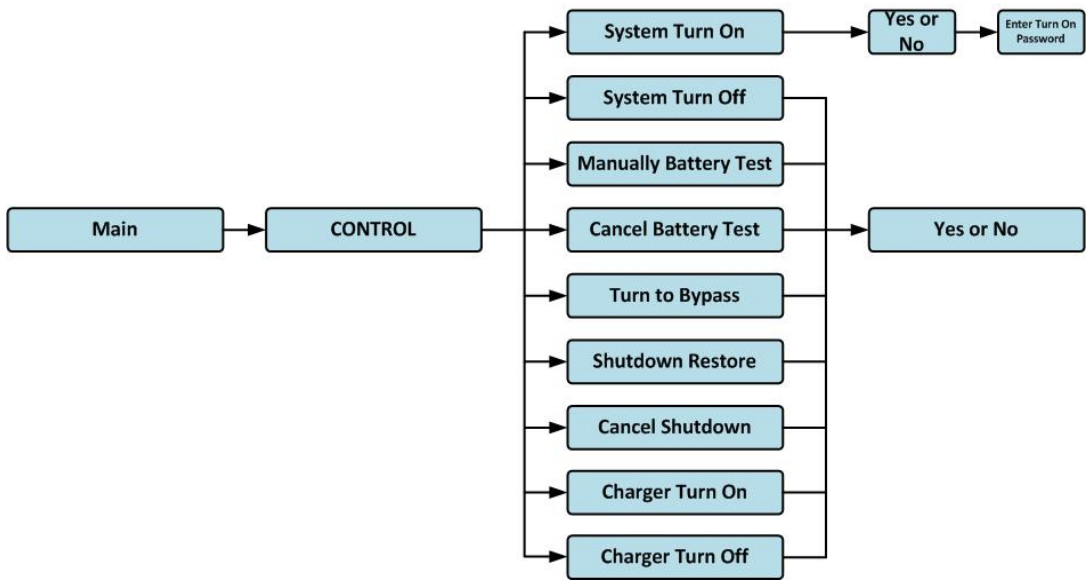 System Turn On
Yes or
No
Enter Turn On
Password
System Turn Off
Manually Battery Test
Main
CONTROL
Cancel Battery Test
Yes or No
Turn to Bypass
Shutdown Restore
Cancel Shutdown
Charger Turn On
Charger Turn Off